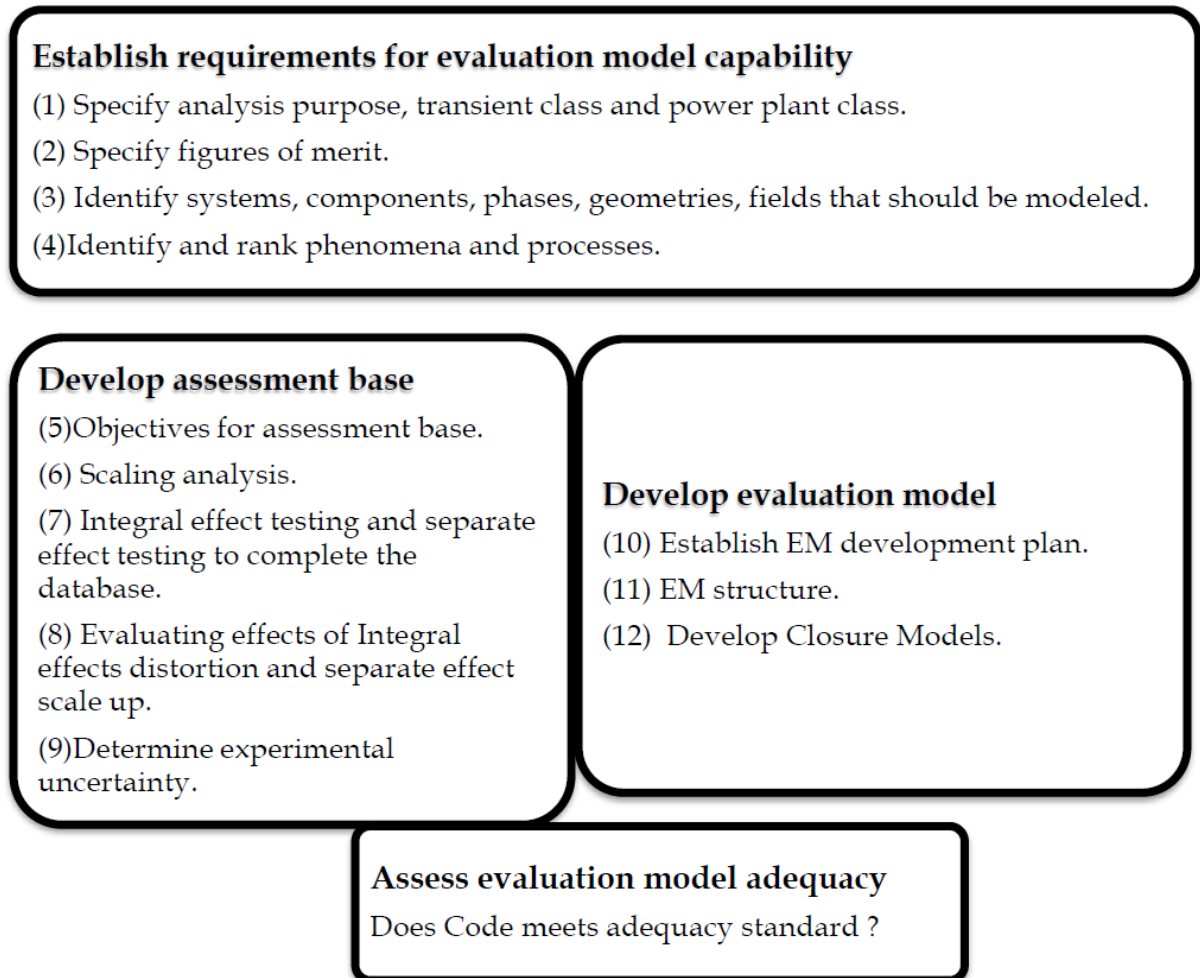 Establish requirements for evaluation model capability
(1) Specify analysis purpose, transient class and power plant class.
(2) Specify figures of merit.
(3) Identify systems, components, phases, geometries, fields that should be modeled.
(4)Identify and rank phenomena and processes.
Develop assessment base
(5)Objectives for assessment base.
(6) Scaling analysis.
(7) Integral effect testing and separate
effect testing to complete the
database.
(8) Evaluating effects of Integral
effects distortion and separate effect
scale up.
(9)Determine experimental
uncertainty.
Develop evaluation model
(10) Establish EM development plan.
(11) EM structure.
(12) Develop Closure Models.
Assess evaluation model adequacy
Does Code meets adequacy standard ?